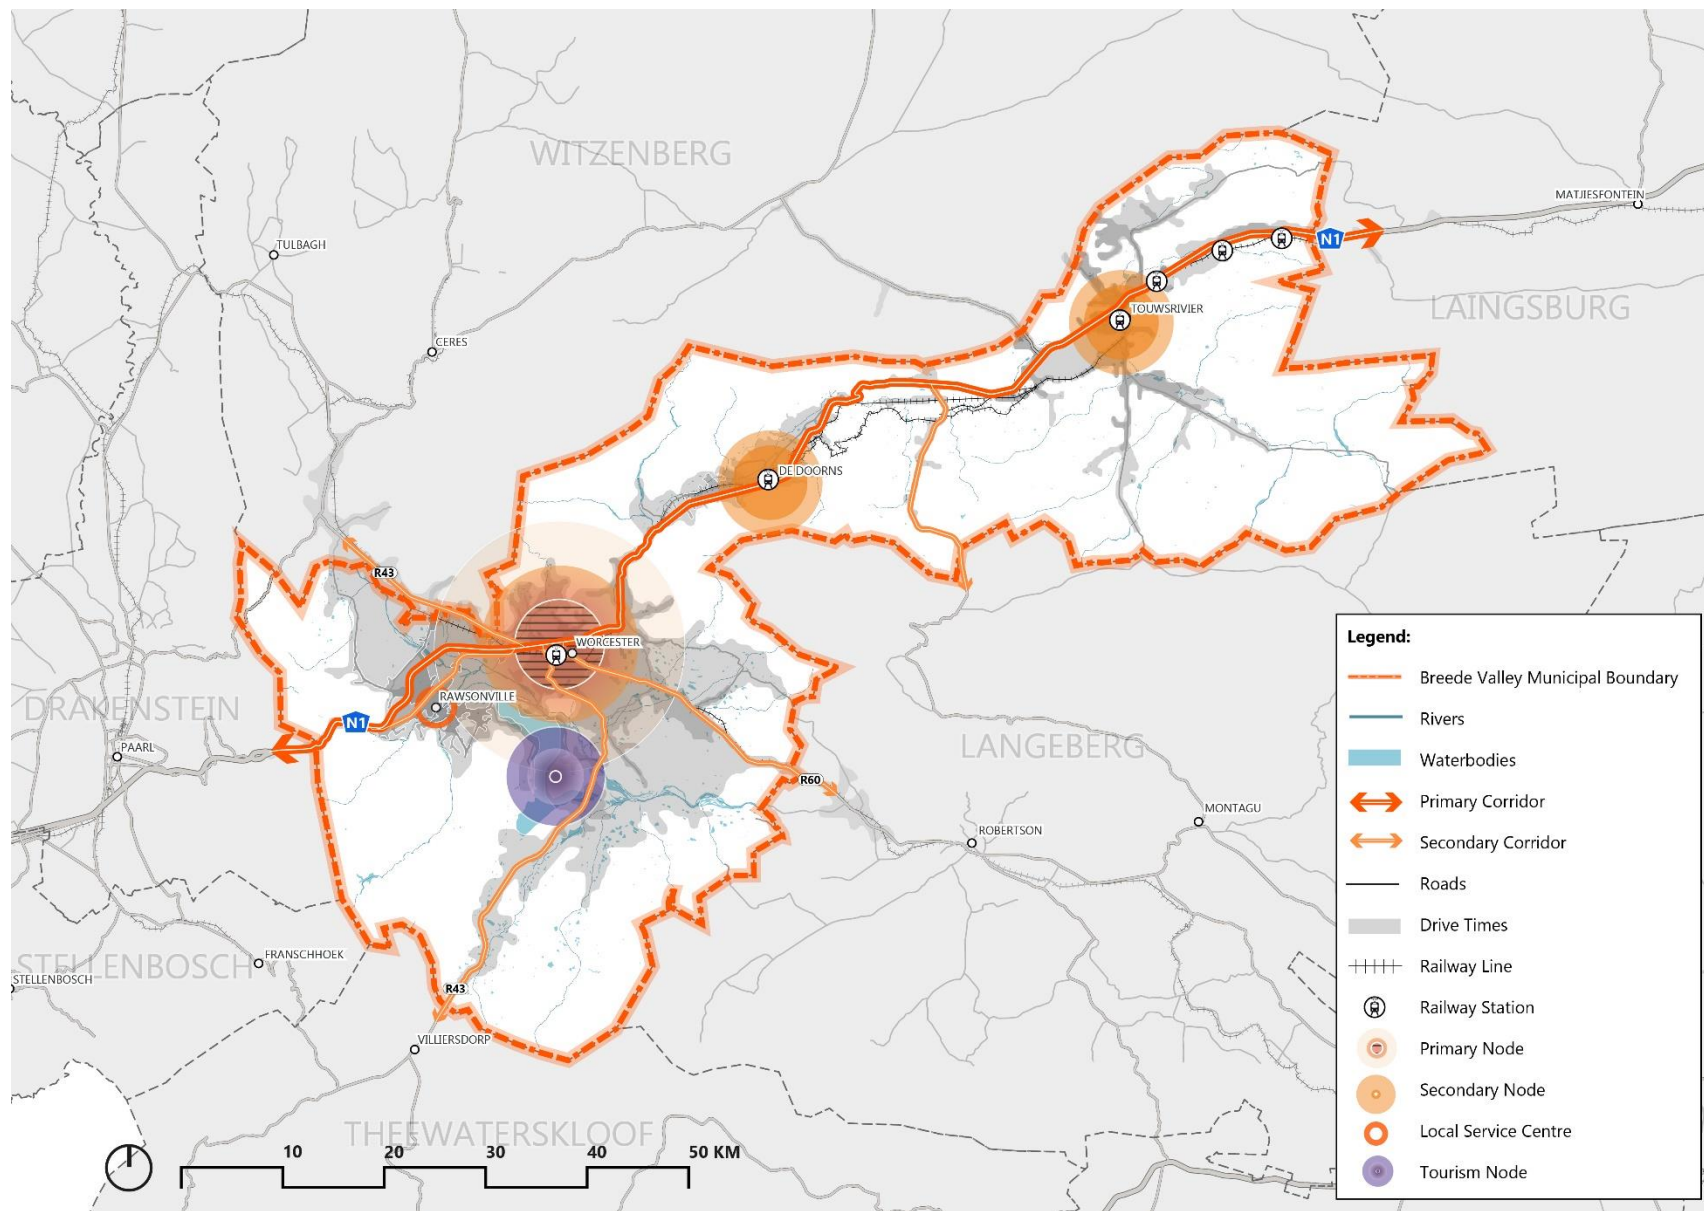 WITZENBERG
MATJIESFONTEIN
TULBAGH
N1
LAINGSBURG
TOUWSRIVIER
CERES
DE DOORNS
R43
WORCESTER
RAWSONVILLE
DRAKENSTEIN
N1
PAARL
LANGEBERG
R60
MONTAGU
ROBERTSON
FRANSCHHOEK
STELLENBOSCH
STELLENBOSCH
R43
VILLIERSDORP
THEEWATERSKLOOF
10 20 30 40 50 KM
Legend:
Breede Valley Municipal Boundary
Rivers
Waterbodies
Primary Corridor
Secondary Corridor
Roads
Drive Times
Railway Line
Railway Station
Primary Node
Secondary Node
Local Service Centre
Tourism Node